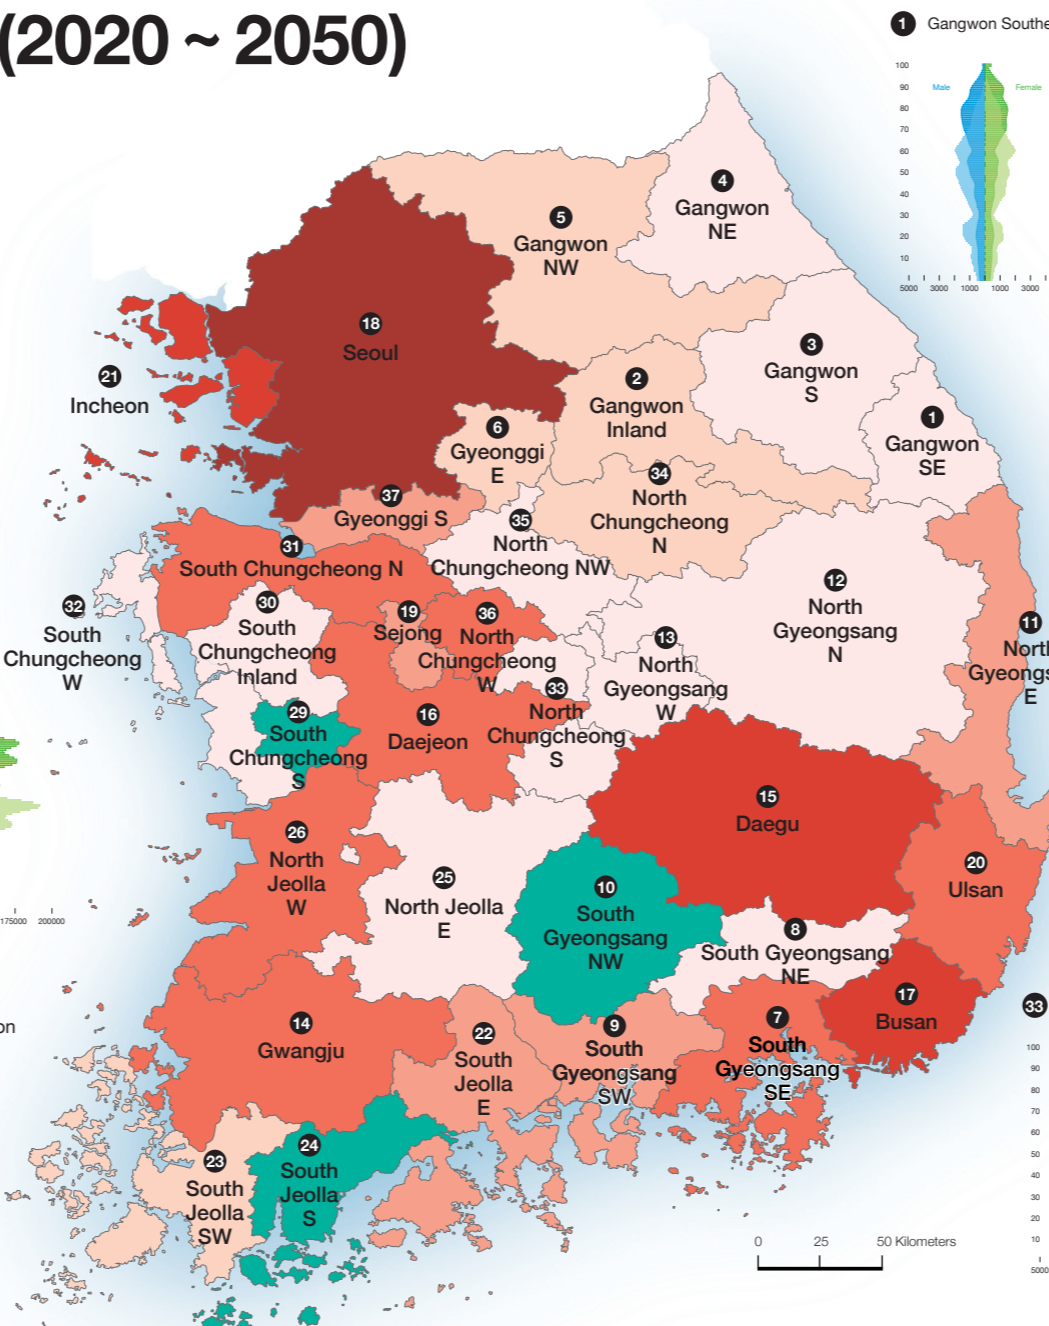 (2020 ~ 2050)
1 Gangwon Southe
100
90
80
70
60
50
40
30
20
10
Male
Female
5000 3000 1000 1000 3000
4
Gangwon
NE
5
Gangwon
NW
18
Seoul
3
Gangwon
S
21
Incheon
2
Gangwon
Inland
1
Gangwon
SE
6
Gyeonggi
E
34
North
Chungcheong
N
37
Gyeonggi S
35
North
Chungcheong NW
31
South Chungcheong N
12
North
Gyeongsang
N
32
South
Chungcheong
W
30
South
Chungcheong
Inland
19
Sejong
36
North
Chungcheong
W
13
North
Gyeongsang
W
11
North
Gyeongs
E
33
North
Chungcheong
S
29
South
Chungcheong
S
16
Daejeon
15
Daegu
26
North
Jeolla
W
20
Ulsan
25
North Jeolla
E
10
South
Gyeongsang
NW
175000 200000
8
South Gyeongsang
NE
17
Busan
14
Gwangju
22
South
Jeolla
E
9
South
Gyeongsang
SW
7
South
Gyeongsang
SE
33
on
100
90
80
70
60
50
40
30
20
10
5000
23
South
Jeolla
SW
24
South
Jeolla
S
0 25 50 Kilometers